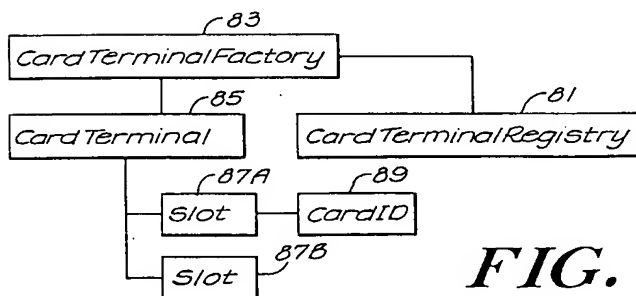 83
CardTerminalFactory
85
81
CardTerminal
CardTerminalRegistry
87A
89
Slot
CardID
87B
Slot
FIG.